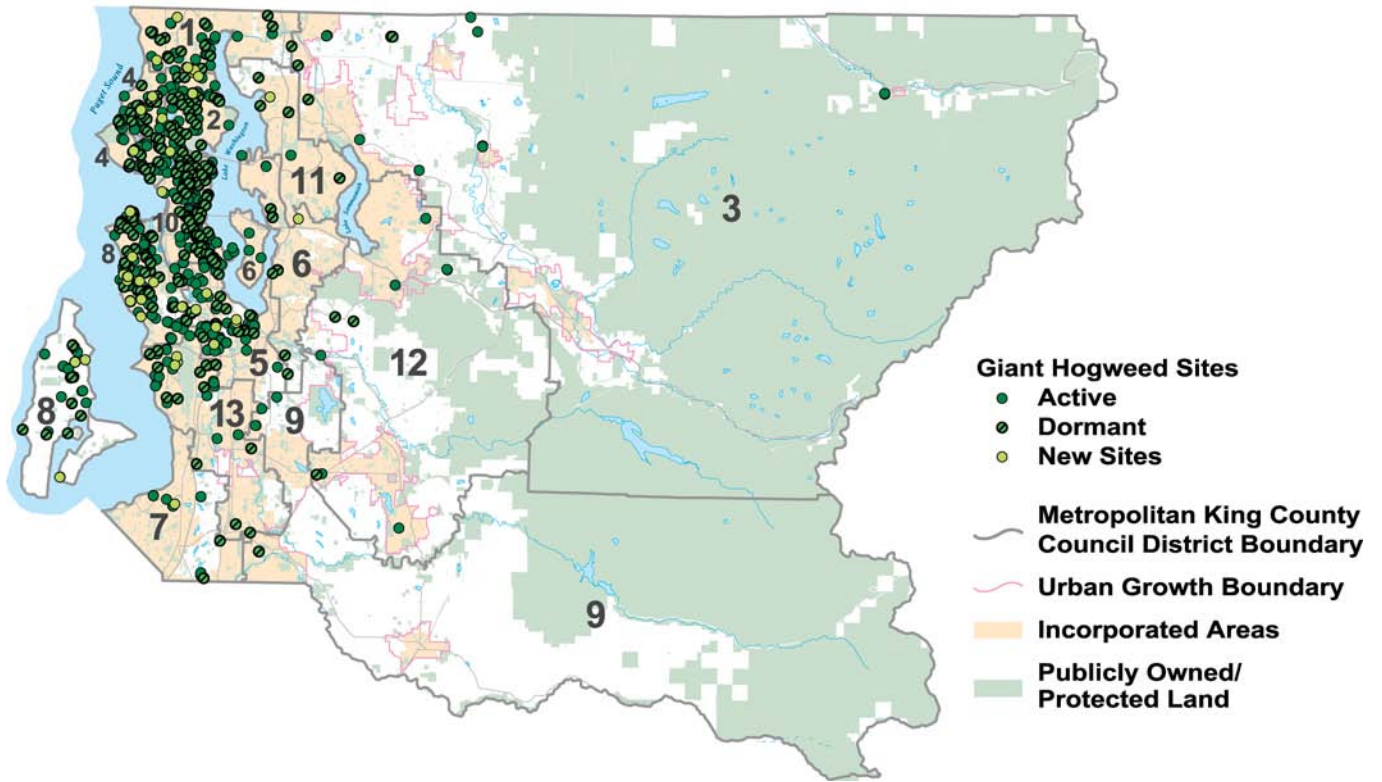 1
4
Puget Sound
2
Lake Washington
4
11
Lake Sammamish
3
10
8
6
6
12
5
8
13
9
7
9
Giant Hogweed Sites
Active
Dormant
New Sites
Metropolitan King County
Council District Boundary
Urban Growth Boundary
Incorporated Areas
Publicly Owned/
Protected Land